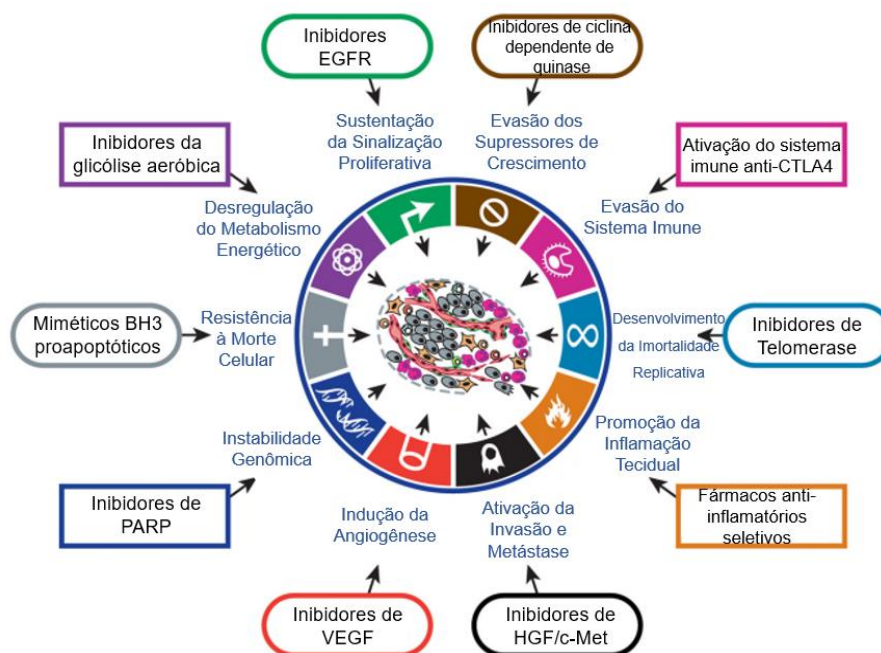 Inibidores
EGFR
Inibidores de ciclina
dependente de
quinase
Sustentação
da Sinalização
Proliferativa
Evasão dos
Supressores de
Crescimento
Inibidores da
glicólise aeróbica
Ativação do sistema
imune anti-CTLA4
Desregulação
do Metabolismo
Energético
Evasão do
Sistema Imune
Miméticos BH3
proapoptóticos
Resistência
à Morte
Celular
Desenvolvimento
da Imortalidade
Replicativa
Inibidores de
Telomerase
Instabilidade
Genômica
Promoção da
Inflamação
Tecidual
Inibidores de
PARP
Fármacos anti-
inflamatórios
seletivos
Indução da
Angiogênese
Ativação da
Invasão e
Metástase
Inibidores de
VEGF
Inibidores de
HGF/c-Met